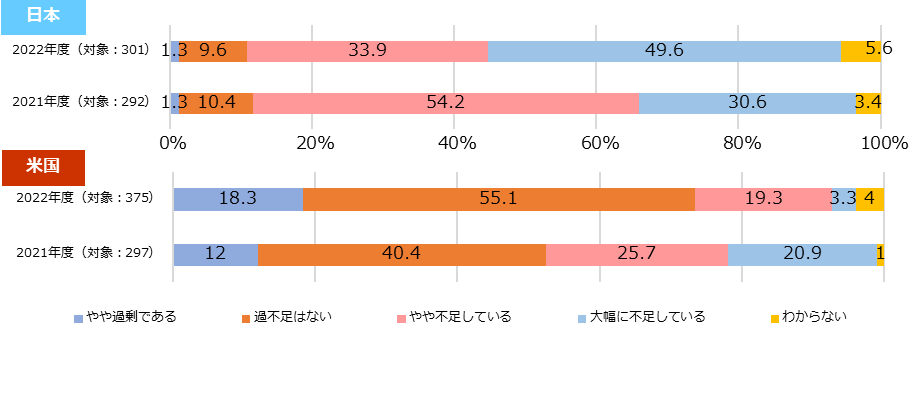 日本
2022年度（対象：301） 1.3 9.6 33.9 49.6 5.6
2021年度（対象：292） 1.3 10.4 54.2 30.6 3.4
0% 20% 40% 60% 80% 100%
米国
2022年度（対象：375） 18.3 55.1 19.3 3.3 4
2021年度（対象：297） 12 40.4 25.7 20.9 1
やや過剰である 過不足はない やや不足している 大幅に不足している わからない